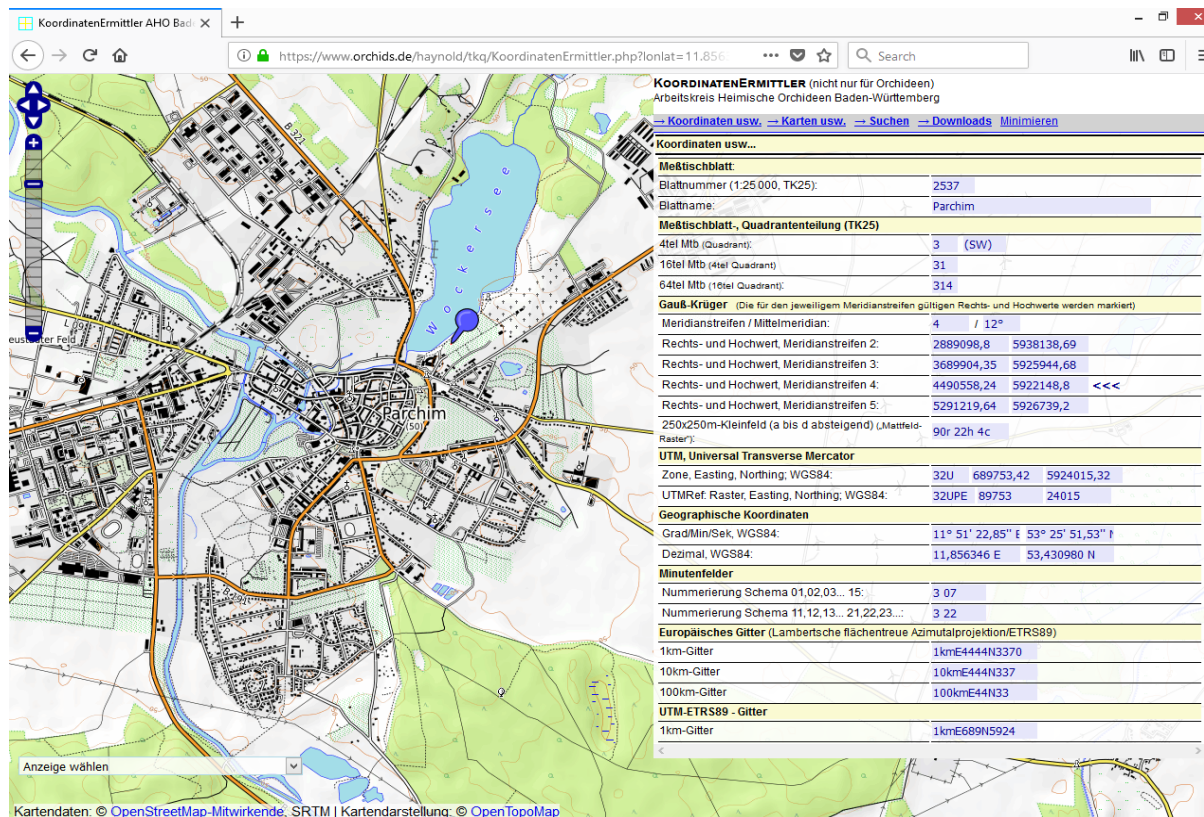 KoordinatenErmittler AHO Bade
https://www.orchids.de/haynold/tkq/KoordinatenErmittler.php?lonlat=11.856
Search
KOORDINATENERMITTLER (nicht nur für Orchideen)
Arbeitskreis Heimische Orchideen Baden-Württemberg
→ Koordinaten usw. → Karten usw. → Suchen → Downloads Minimieren
Koordinaten usw...
Meßtischblatt:
Blattnummer (1:25 000, TK25): 2537
Blattname: Parchim
Meßtischblatt-, Quadrantenteilung (TK25)
4tel Mtb (Quadrant): 3 (SW)
16tel Mtb (4tel Quadrant) 31
64tel Mtb (16tel Quadrant): 314
Gauß-Krüger (Die für den jeweiligem Meridianstreifen gültigen Rechts- und Hochwerte werden markiert)
Meridianstreifen / Mittelmeridian: 4 / 12°
Rechts- und Hochwert, Meridianstreifen 2: 2889098,8 5938138,69
Rechts- und Hochwert, Meridianstreifen 3: 3689904,35 5925944,68
Rechts- und Hochwert, Meridianstreifen 4: 4490558,24 5922148,8 <<<
Rechts- und Hochwert, Meridianstreifen 5: 5291219,64 5926739,2
250x250m-Kleinfeld (a bis d absteigend) („Mattfeld-
Raster"): 90r 22h 4c
UTM, Universal Transverse Mercator
Zone, Easting, Northing; WGS84: 32U 689753,42 5924015,32
UTMRef: Raster, Easting, Northing; WGS84: 32UPE 89753 24015
Geographische Koordinaten
Grad/Min/Sek, WGS84: 11° 51' 22,85'' E 53° 25' 51,53'' N
Dezimal, WGS84: 11,856346 E 53,430980 N
Minutenfelder
Nummerierung Schema 01,02,03... 15: 3 07
Nummerierung Schema 11,12,13... 21,22,23...: 3 22
Europäisches Gitter (Lambertsche flächentreue Azimutalprojektion/ETRS89)
1km-Gitter 1kmE4444N3370
10km-Gitter 10kmE444N337
100km-Gitter 100kmE44N33
UTM-ETRS89 - Gitter
1km-Gitter 1kmE689N5924
B 321
Wockersee
L 09
eustädter Feld
Parchim
(50)
B 191
Anzeige wählen
Kartendaten: © OpenStreetMap-Mitwirkende, SRTM | Kartendarstellung: © OpenTopoMap